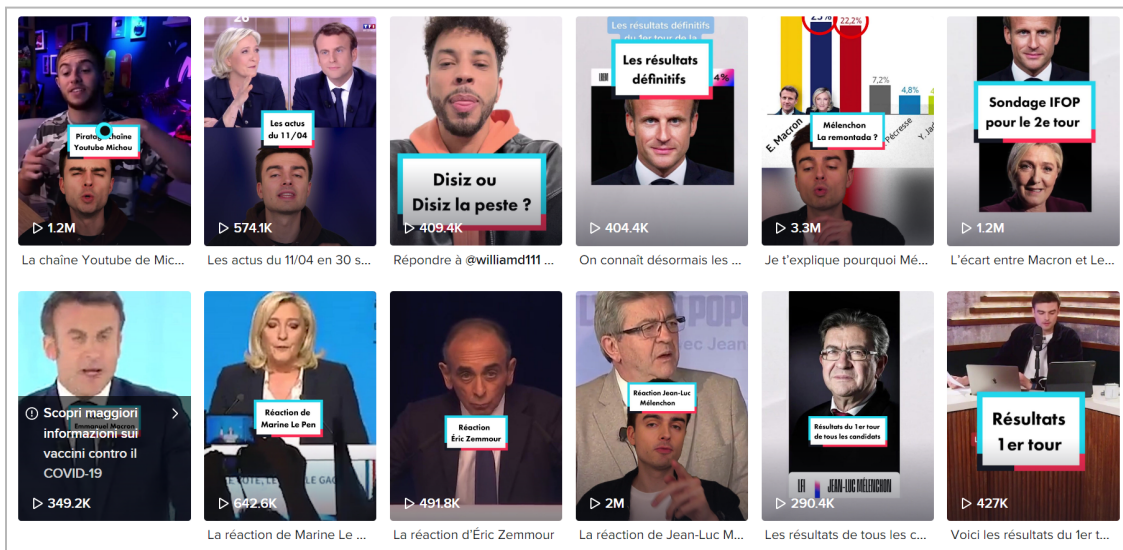 Piratage chaîne
Youtube Michou
1.2M
La chaîne Youtube de Mic...
TF1
Les actus
du 11/04
574.1K
Les actus du 11/04 en 30 s...
Disiz ou
Disiz la peste ?
409.4K
Répondre à @williamd111 ...
Les résultats définitifs
du 1er tour de la
Les résultats
définitifs
4%
404.4K
On connaît désormais les ...
22,2%
7,2%
4,8%
E. Macron
Pécresse
Mélenchon
La remontada ?
3.3M
Je t'explique pourquoi Mé...
Sondage IFOP
pour le 2e tour
1.2M
L'écart entre Macron et Le...
Emmanuel Macron
Scopri maggiori
informazioni sui
vaccini contro il
COVID-19
349.2K
Réaction de
Marine Le Pen
642.6K
La réaction de Marine Le ...
Réaction
Éric Zemmour
491.8K
La réaction d'Éric Zemmour
POPU
ec Jean
Réaction Jean-Luc
Mélenchon
2M
La réaction de Jean-Luc M...
Résultats du 1er tour
de tous les candidats
LFI JEAN-LUC MÉLENCHON
290.4K
Les résultats de tous les c...
Résultats
1er tour
427K
Voici les résultats du 1er t...